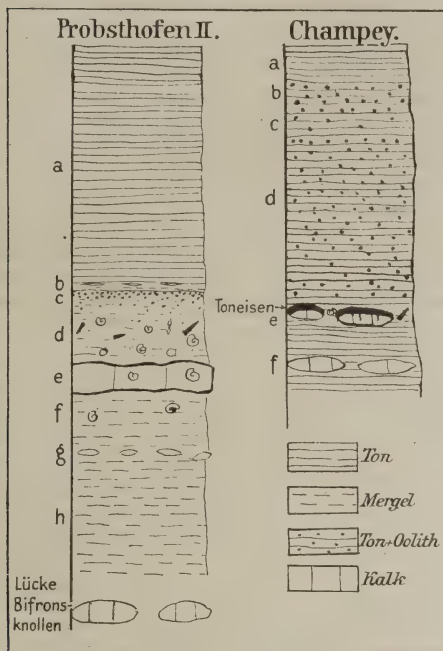 Probsthofen II.
a
b
c
d
e
f
g
h
Lücke
Bifrons-
knollen
Champey.
a
b
c
d
Toneisen
e
f
Ton
Mergel
Ton+Oolith
Kalk